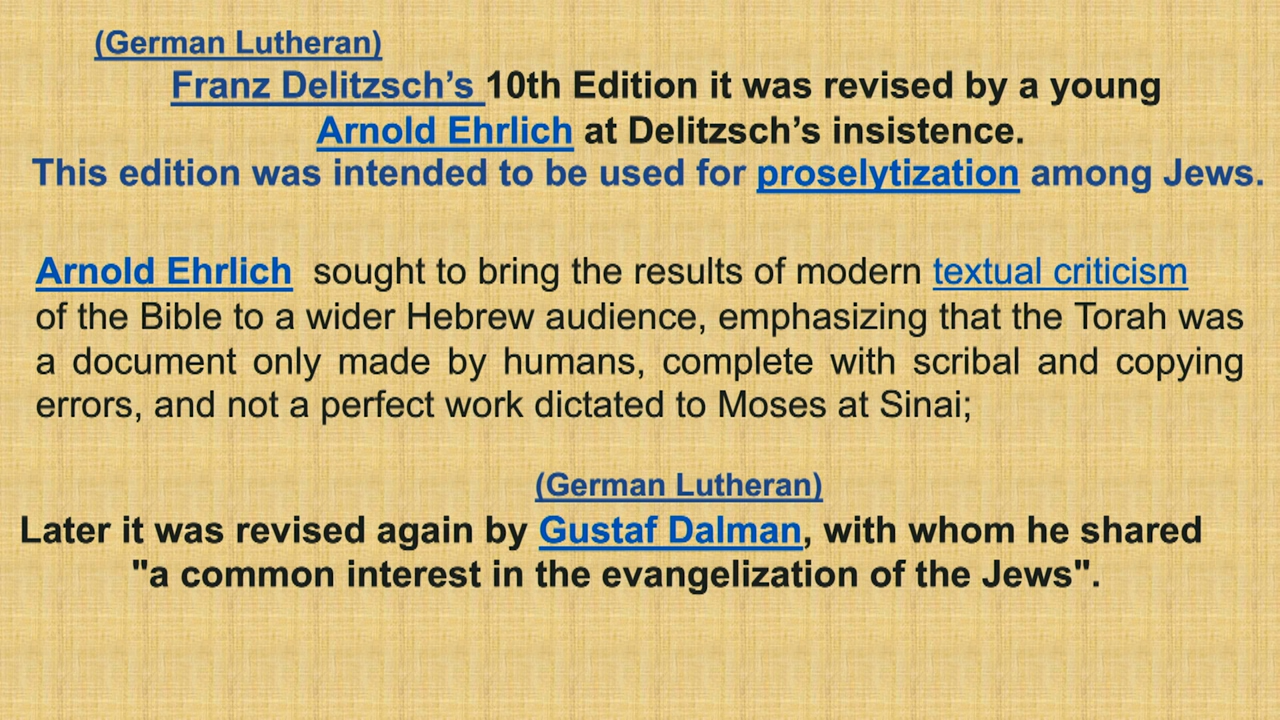 (German Lutheran)
Franz Delitzsch’s 10th Edition it was revised by a young
Arnold Ehrlich at Delitzsch’s insistence.
This edition was intended to be used for proselytization among Jews.
Arnold Ehrlich sought to bring the results of modern textual criticism
of the Bible to a wider Hebrew audience, emphasizing that the Torah was
a document only made by humans, complete with scribal and copying
errors, and not a perfect work dictated to Moses at Sinai;
(German Lutheran)
Later it was revised again by Gustaf Dalman, with whom he shared
"a common interest in the evangelization of the Jews".